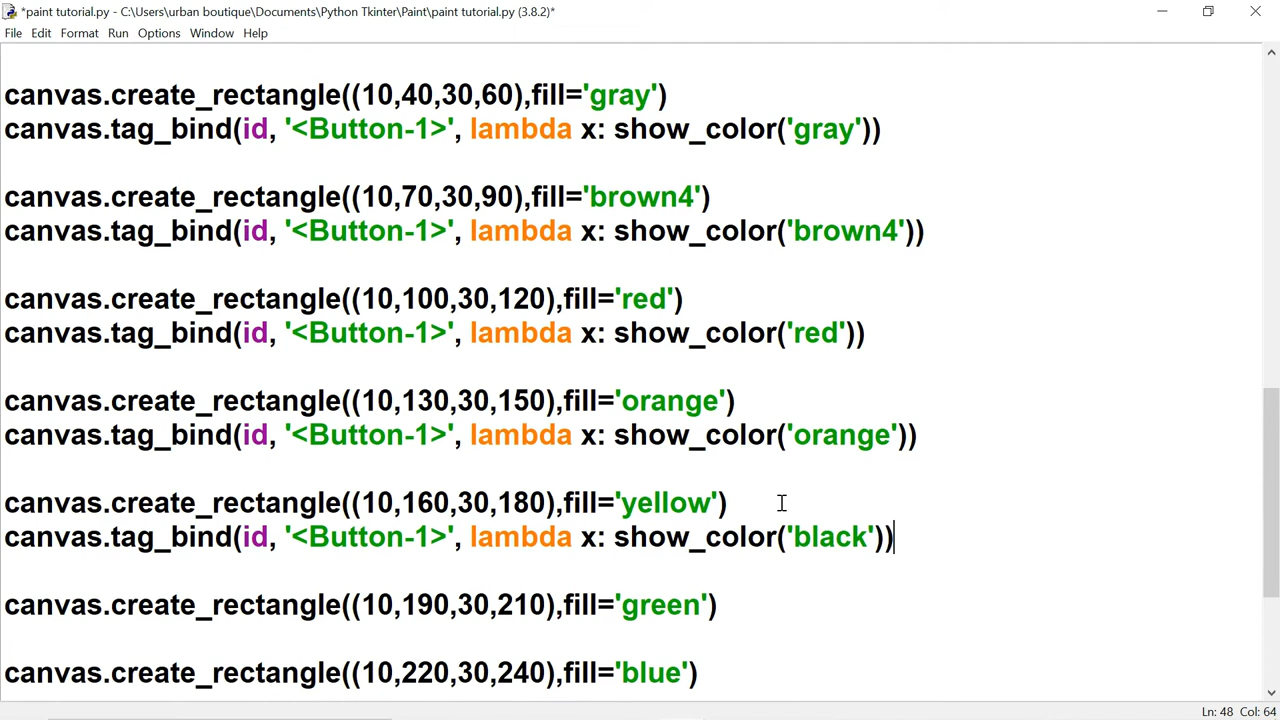 *paint tutorial.py - C:\Users\urban boutique\Documents\Python Tkinter\Paint\paint tutorial.py (3.8.2)*
File Edit Format Run Options Window Help
canvas.create_rectangle((10,40,30,60),fill='gray')
canvas.tag_bind(id, '<Button-1>', lambda x: show_color('gray'))
canvas.create_rectangle((10,70,30,90),fill='brown4')
canvas.tag_bind(id, '<Button-1>', lambda x: show_color('brown4'))
canvas.create_rectangle((10,100,30,120),fill='red')
canvas.tag_bind(id, '<Button-1>', lambda x: show_color('red'))
canvas.create_rectangle((10,130,30,150),fill='orange')
canvas.tag_bind(id, '<Button-1>', lambda x: show_color('orange'))
canvas.create_rectangle((10,160,30,180),fill='yellow')
canvas.tag_bind(id, '<Button-1>', lambda x: show_color('black'))
canvas.create_rectangle((10,190,30,210),fill='green')
canvas.create_rectangle((10,220,30,240),fill='blue')
Ln: 48 Col: 64